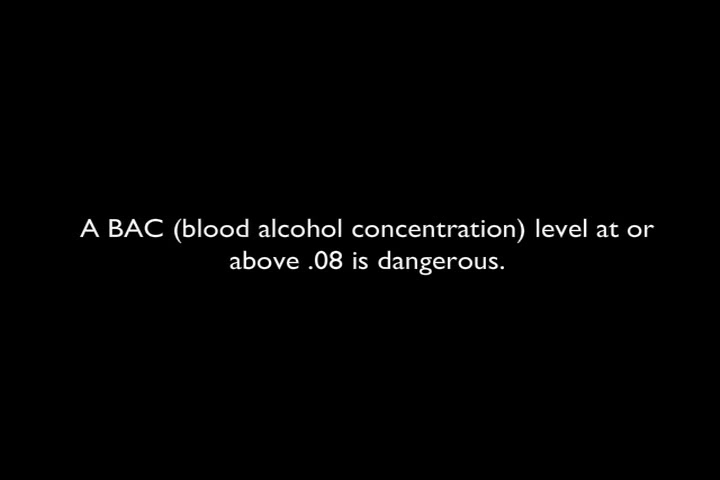 A BAC (blood alcohol concentration) level at or
above .08 is dangerous.